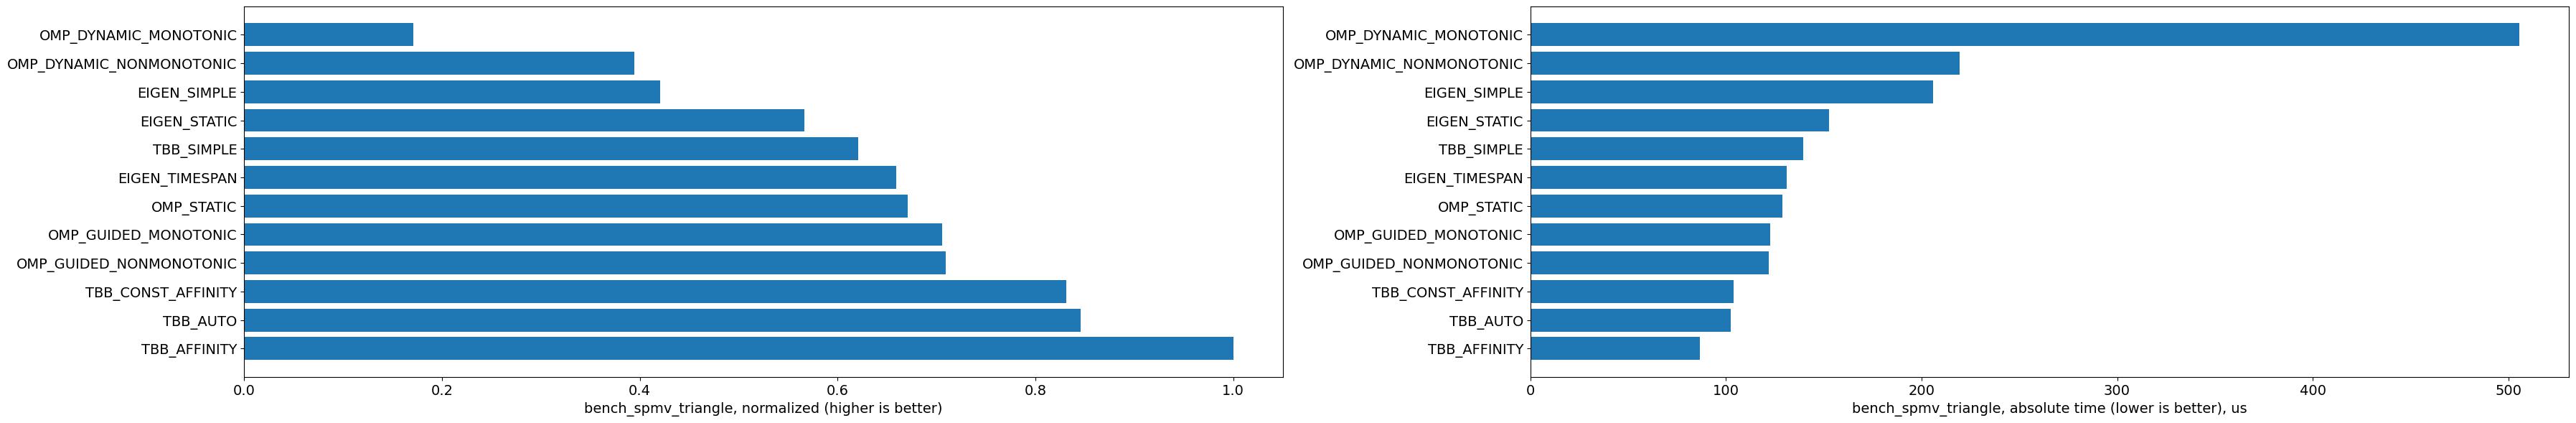 OMP_DYNAMIC_MONOTONIC
OMP_DYNAMIC_NONMONOTONIC
EIGEN_SIMPLE
EIGEN_STATIC
TBB_SIMPLE
EIGEN_TIMESPAN
OMP_STATIC
OMP_GUIDED_MONOTONIC
OMP_GUIDED_NONMONOTONIC
TBB_CONST_AFFINITY
TBB_AUTO
TBB_AFFINITY
0.0 0.2 0.4 0.6 0.8 1.0
bench_spmv_triangle, normalized (higher is better)
OMP_DYNAMIC_MONOTONIC
OMP_DYNAMIC_NONMONOTONIC
EIGEN_SIMPLE
EIGEN_STATIC
TBB_SIMPLE
EIGEN_TIMESPAN
OMP_STATIC
OMP_GUIDED_MONOTONIC
OMP_GUIDED_NONMONOTONIC
TBB_CONST_AFFINITY
TBB_AUTO
TBB_AFFINITY
0 100 200 300 400 500
bench_spmv_triangle, absolute time (lower is better), us